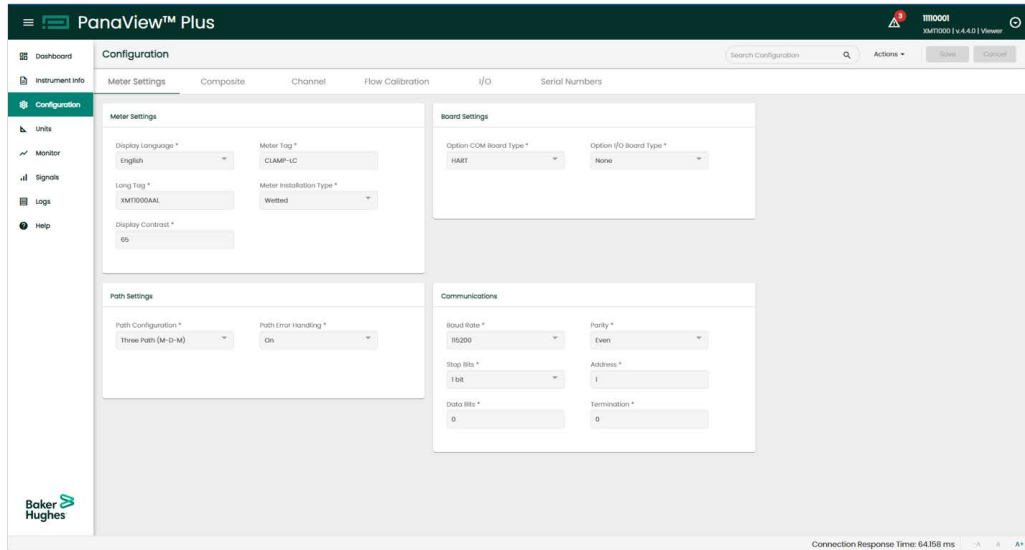 PanaView™ Plus
3
11110001
XMT1000 | v.4.4.0 | Viewer
Dashboard
Instrument Info
Configuration
Units
Monitor
Signals
Logs
Help
Configuration
Search Configuration
Actions
Save
Cancel
Meter Settings
Composite
Channel
Flow Calibration
I/O
Serial Numbers
Meter Settings
Display Language *
Meter Tag *
English
CLAMP-LC
Long Tag *
Meter Installation Type *
XMT1000AAL
Wetted
Display Contrast *
65
Board Settings
Option COM Board Type *
Option I/O Board Type *
HART
None
Path Settings
Path Configuration *
Path Error Handling *
Three Path (M-D-M)
On
Communications
Baud Rate *
Parity *
115200
Even
Stop Bits *
Address *
1 bit
1
Data Bits *
Termination *
0
0
Baker
Hughes
Connection Response Time: 64.158 ms
-A A A+